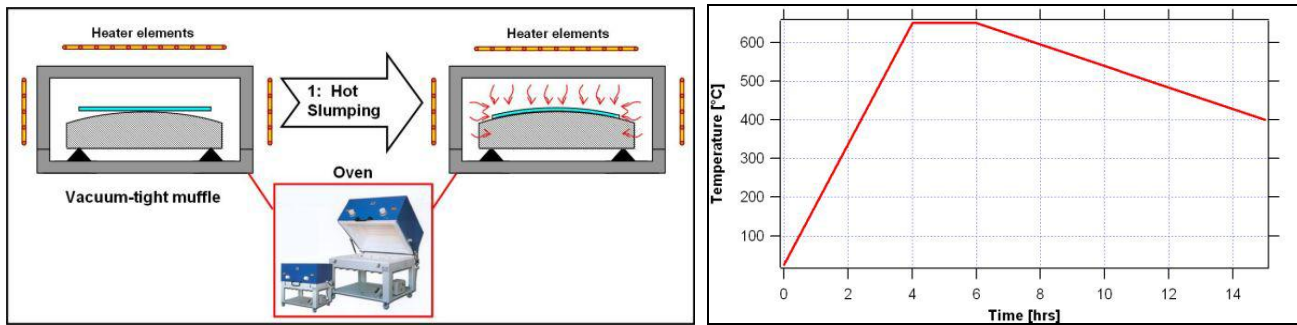 Heater elements
Heater elements
1: Hot
Slumping
Vacuum-tight muffle
Oven
Temperature [°C]
600
500
400
300
200
100
0
2
4
6
8
10
12
14
Time [hrs]